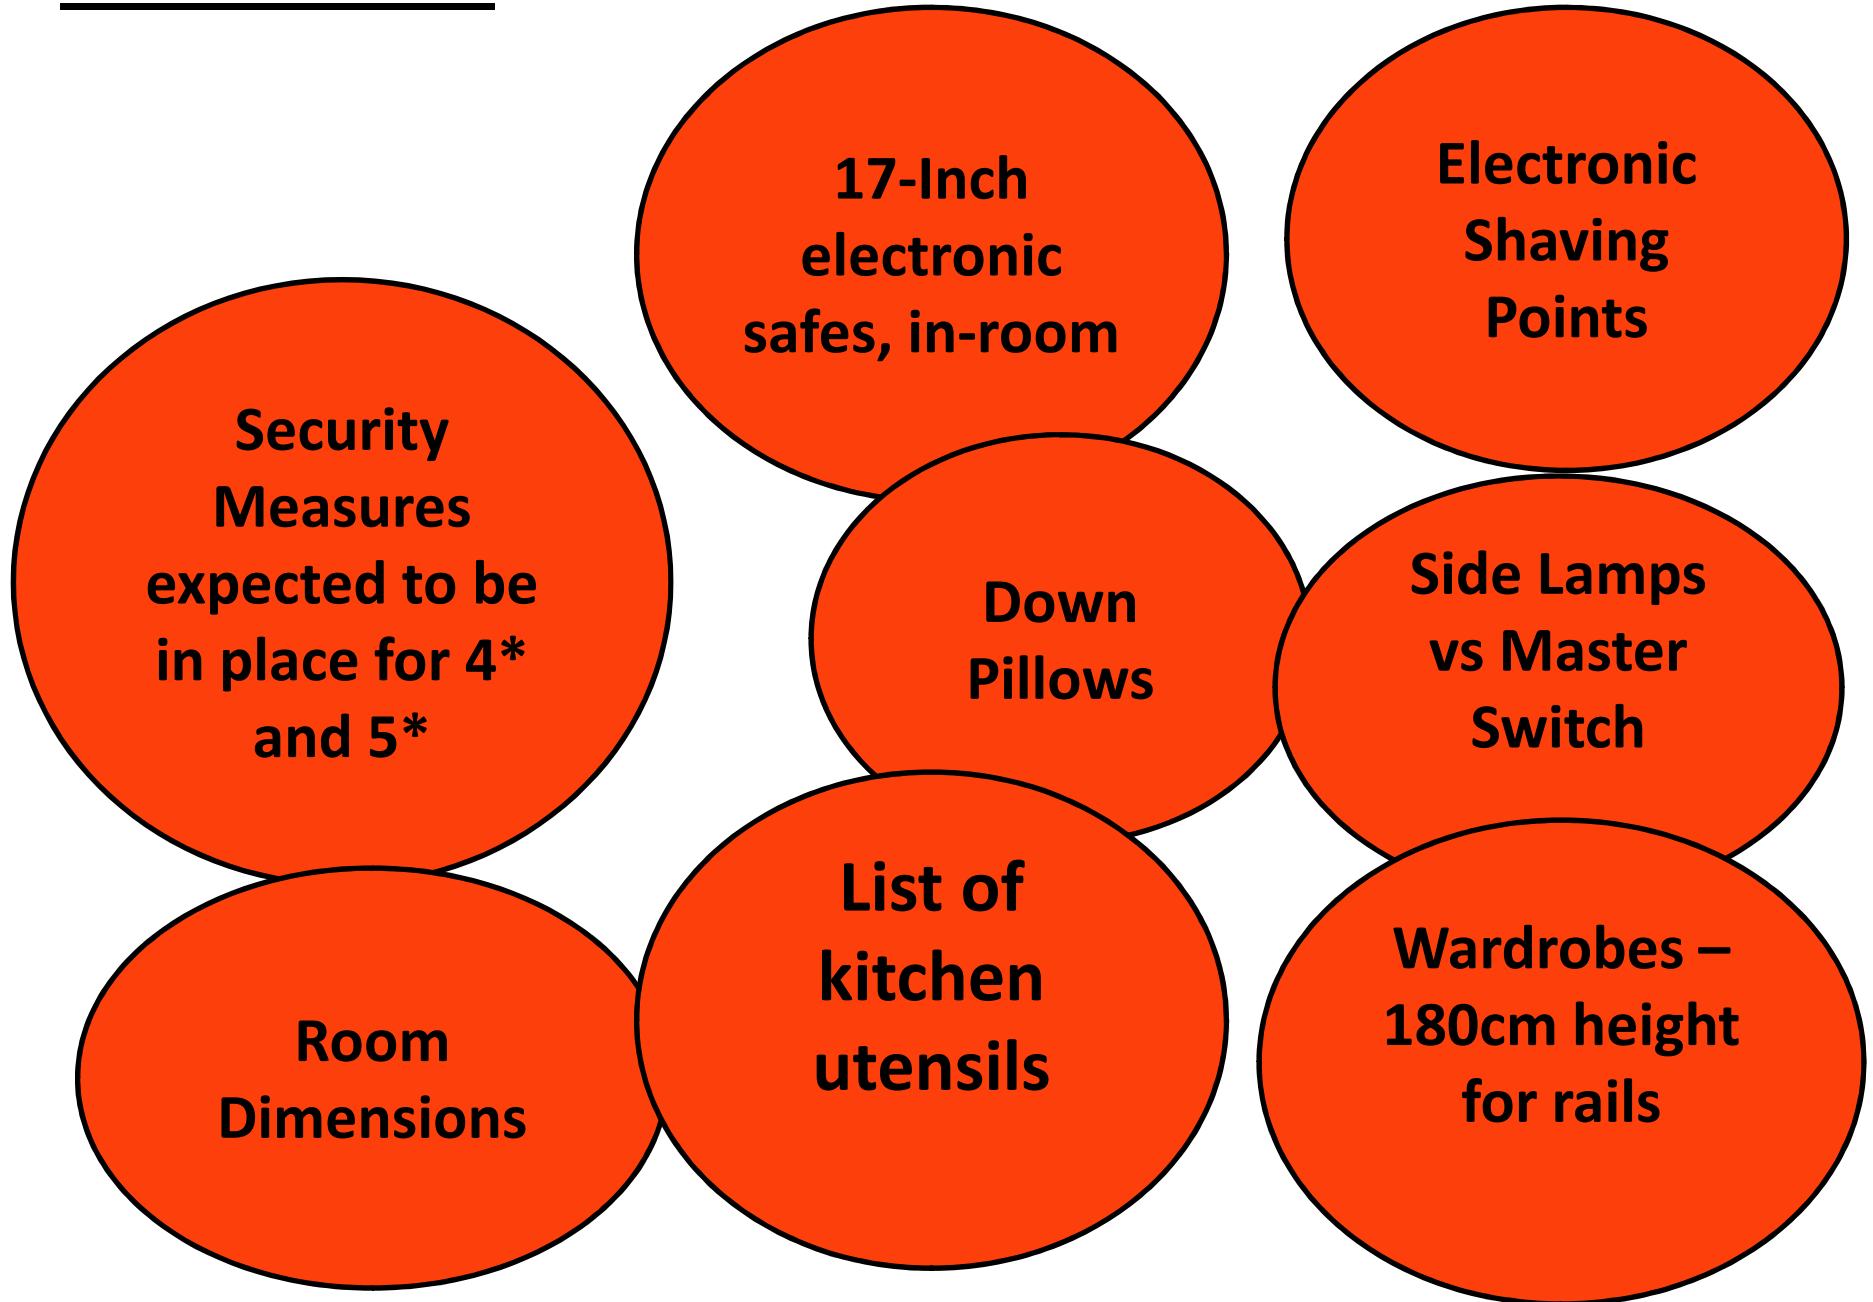 17-Inch
electronic
safes, in-room
Electronic
Shaving
Points
Security
Measures
expected to be
in place for 4*
and 5*
Down
Pillows
Side Lamps
vs Master
Switch
List of
kitchen
utensils
Wardrobes –
180cm height
for rails
Room
Dimensions